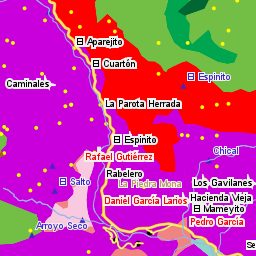 El Aparejito
El Cuartón
El Espinito
Caminales
La Parota Herrada
El Espinito
Chical
Rafael Gutiérrez
Rabelero
El Salto
La Piedra Mona
Los Gavilanes
Daniel García Laños
Hacienda Vieja
El Mameyito
Pedro García
Arroyo Seco